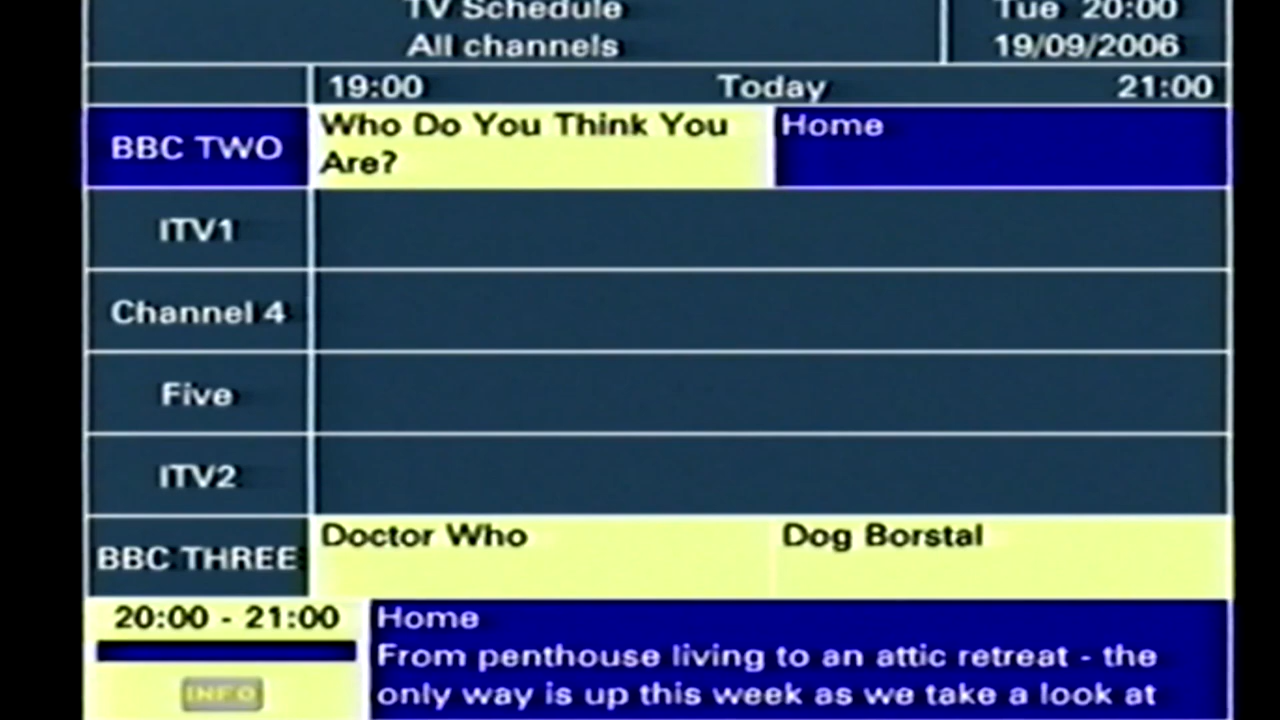 TV Schedule
Tue 20:00
All channels
19/09/2006
19:00 Today 21:00
BBC TWO
Who Do You Think You
Are?
Home
ITV1
Channel 4
Five
ITV2
BBC THREE
Doctor Who
Dog Borstal
20:00 - 21:00
INFO
Home
From penthouse living to an attic retreat - the
only way is up this week as we take a look at